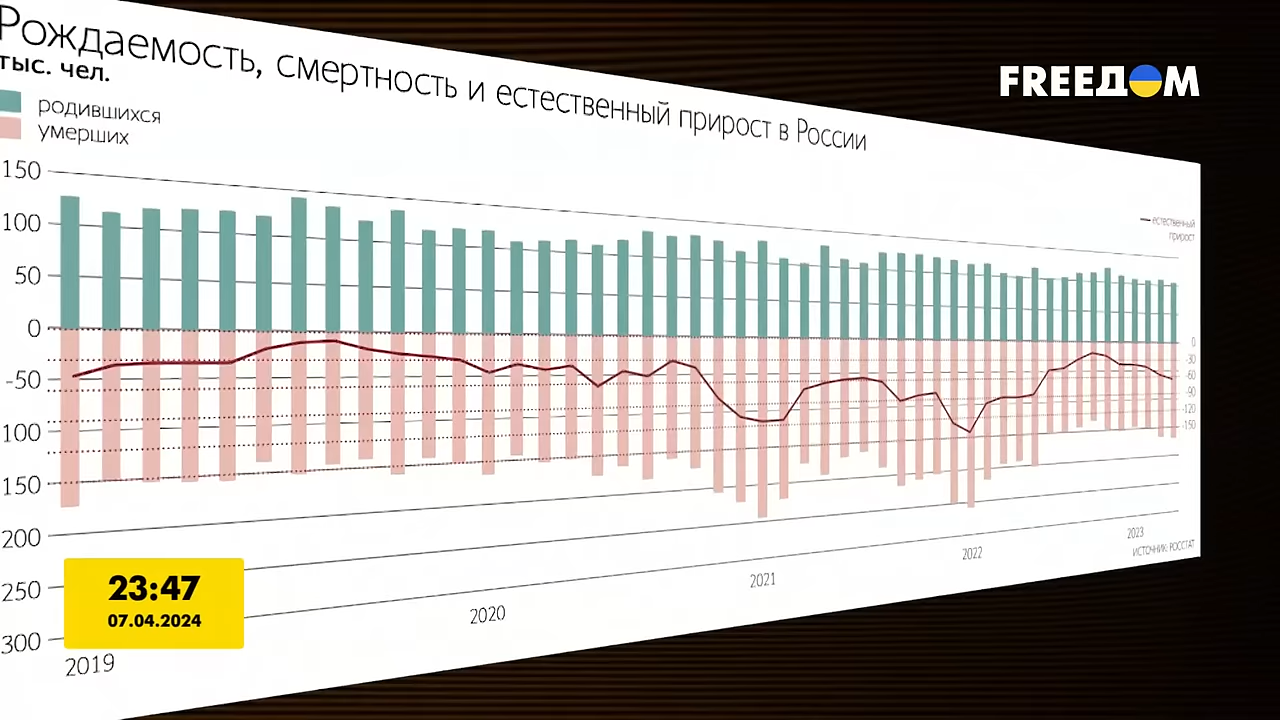 Рождаемость, смертность и естественный прирост в России
тыс. чел.
родившихся
умерших
FREEДОМ
естественный
прирост
150
100
50
0
-50
100
150
200
250
300
0
-30
-60
-90
-120
-150
2019
2020
2021
2022
2023
ИСТОЧНИК: РОССТАТ
23:47
07.04.2024